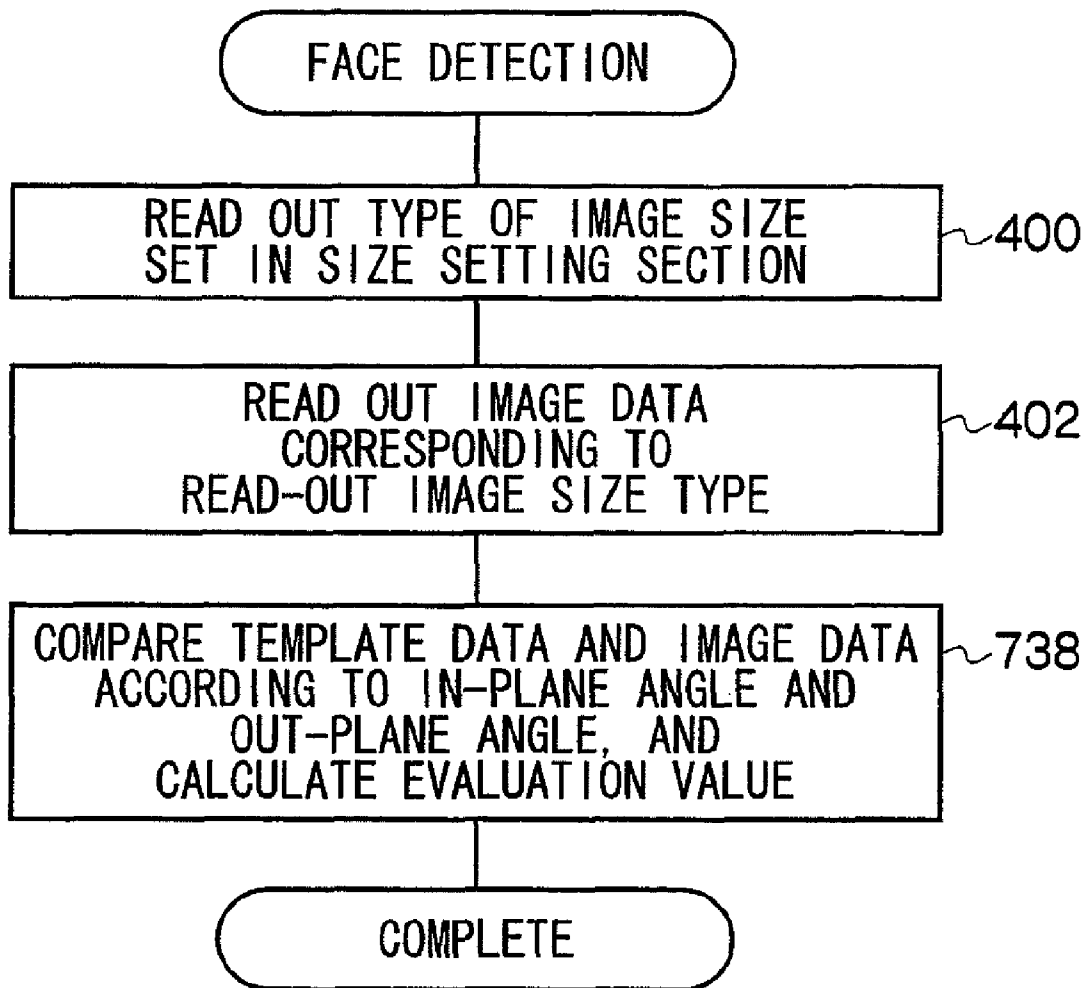 FACE DETECTION
READ OUT TYPE OF IMAGE SIZE
SET IN SIZE SETTING SECTION
400
READ OUT IMAGE DATA
CORRESPONDING TO
READ-OUT IMAGE SIZE TYPE
402
COMPARE TEMPLATE DATA AND IMAGE DATA
ACCORDING TO IN-PLANE ANGLE AND
OUT-PLANE ANGLE, AND
CALCULATE EVALUATION VALUE
738
COMPLETE